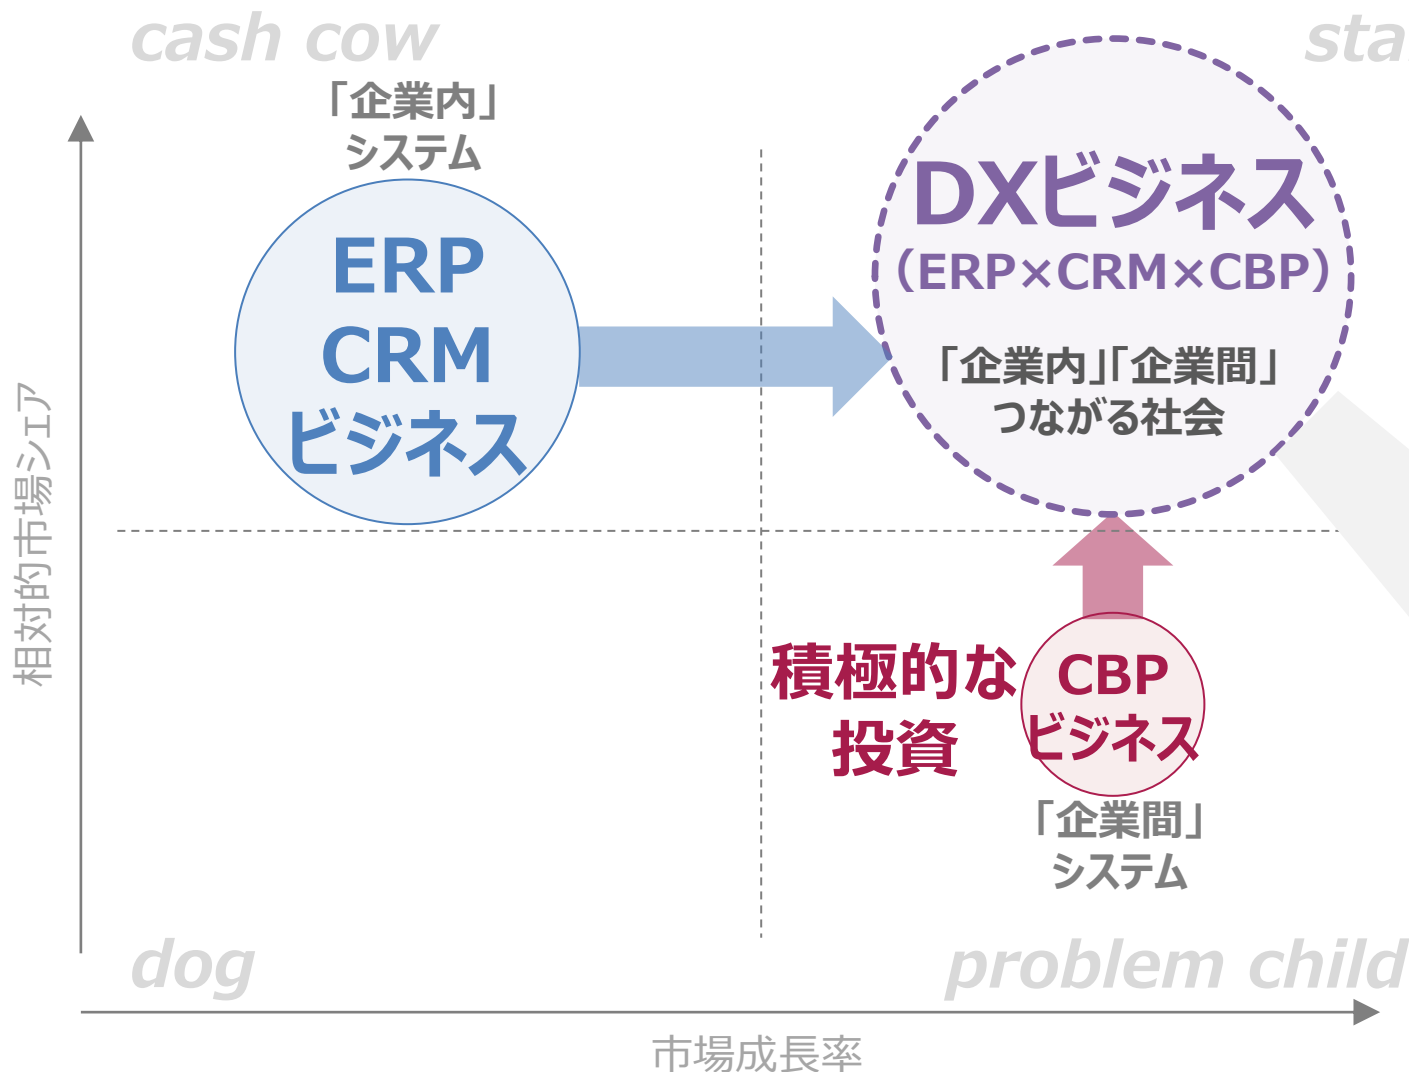 cash cow
sta
「企業内」
システム
ERP
CRM
ビジネス
DXビジネス
（ERP×CRM×CBP）
「企業内」「企業間」
つながる社会
相対的市場シェア
積極的な
投資
CBP
ビジネス
「企業間」
システム
dog
problem child
市場成長率